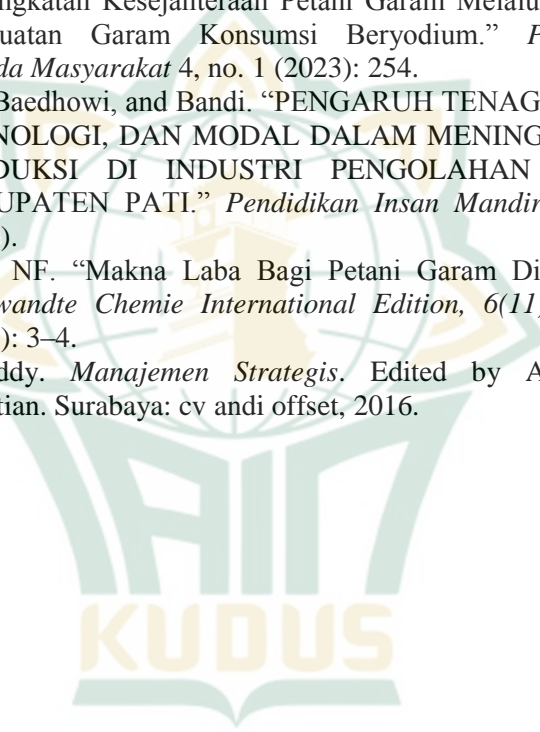 ngkatan Kesejahteraan Petani Garam Melalu
uatan Garam Konsumsi Beryodium.” P
da Masyarakat 4, no. 1 (2023): 254.
Baedhowi, and Bandi. “PENGARUH TENAG
NOLOGI, DAN MODAL DALAM MENING
DUKSI DI INDUSTRI PENGOLAHAN
UPATEN PATI.” Pendidikan Insan Mandir
).
NF. “Makna Laba Bagi Petani Garam Di
wandte Chemie International Edition, 6(11)
): 3–4.
ddy. Manajemen Strategis. Edited by A
tian. Surabaya: cv andi offset, 2016.
IAIN
KUDUS